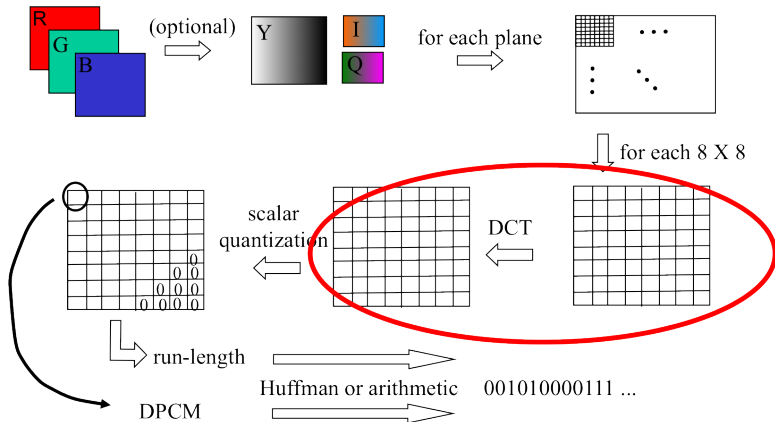 R
G
B
(optional)
Y
I
Q
for each plane
for each 8 X 8
DCT
scalar
quantization
0
0 0
0 0 0
0 0 0 0
run-length
Huffman or arithmetic 001010000111 ...
DPCM